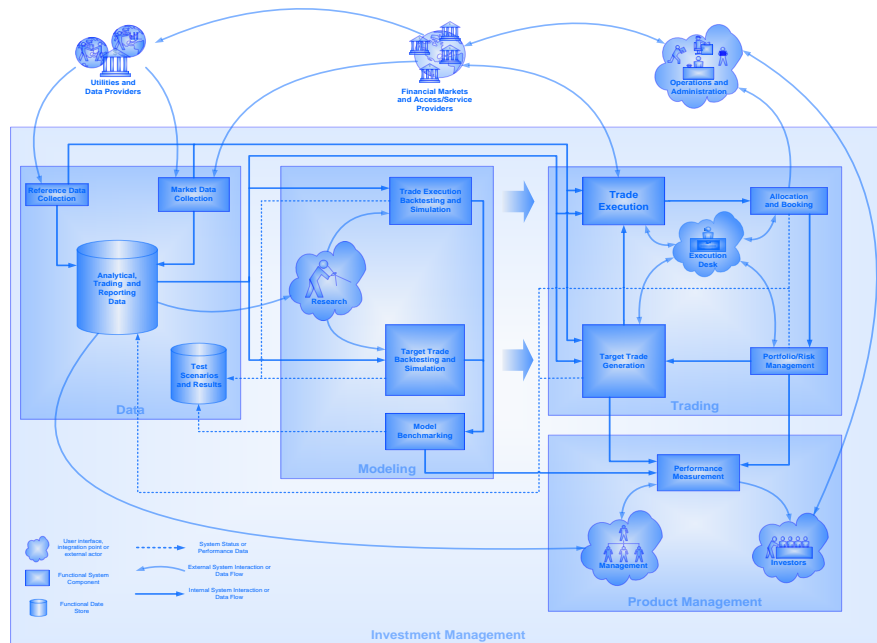 Utilities and
Data Providers
Financial Markets
and Access/Service
Providers
Operations and
Administration
Reference Data
Collection
Market Data
Collection
Analytical,
Trading and
Reporting
Data
Test
Scenarios
and Results
Data
Trade Execution
Backtesting and
Simulation
Research
Target Trade
Backtesting and
Simulation
Model
Benchmarking
Modeling
Trade
Execution
Allocation
and Booking
Execution
Desk
Target Trade
Generation
Portfolio/Risk
Management
Trading
Performance
Measurement
Management
Investors
Product Management
User interface,
integration point or
external actor
Functional System
Component
Functional Data
Store
System Status or
Performance Data
External System Interaction or
Data Flow
Internal System Interaction or
Data Flow
Investment Management